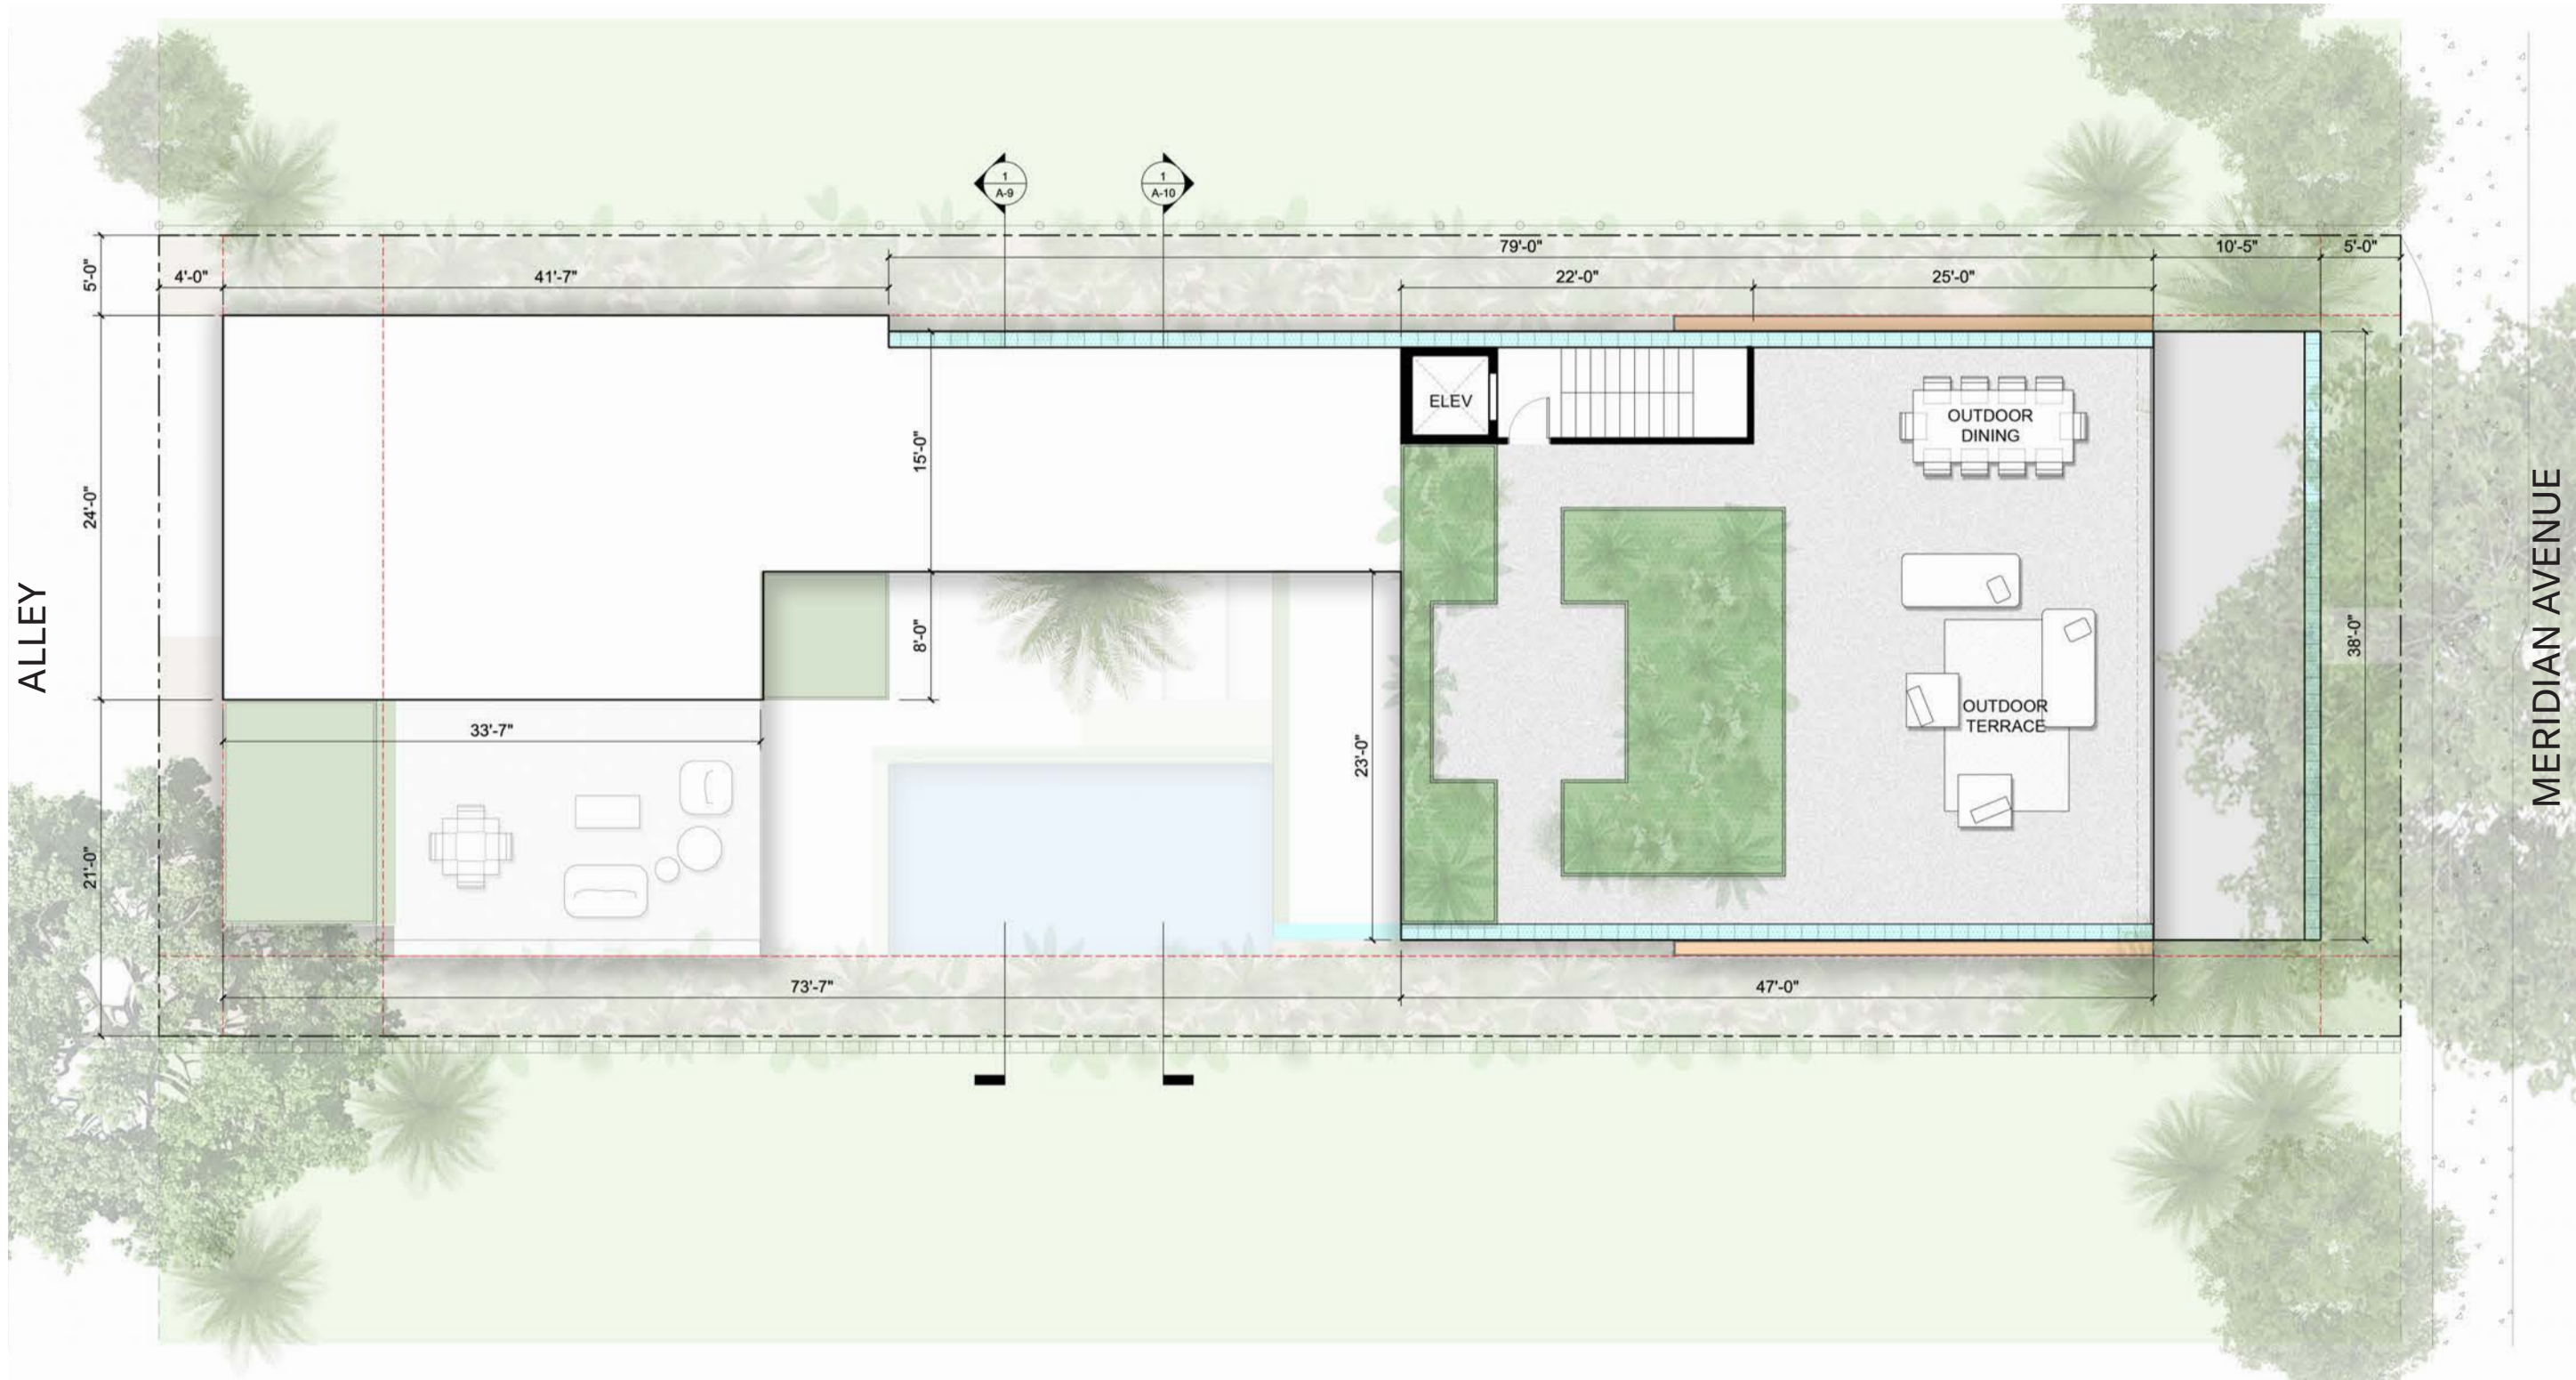 1
A-9
1
A-10
79'-0"
10'-5"
5'-0"
5'-0"
4'-0"
41'-7"
22'-0"
25'-0"
ELEV
OUTDOOR
DINING
15'-0"
24'-0"
ALLEY
8'-0"
38'-0"
MERIDIAN AVENUE
33'-7"
OUTDOOR
TERRACE
23'-0"
21'-0"
73'-7"
47'-0"